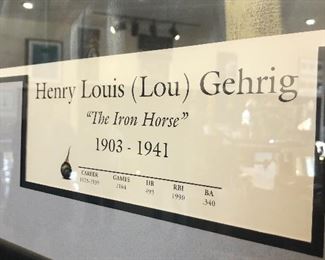 Henry Louis (Lou) Gehrig
"The Iron Horse"
1903 - 1941
CAREER GAMES HR RBI BA
1923-1939 2164 493 1990 .340